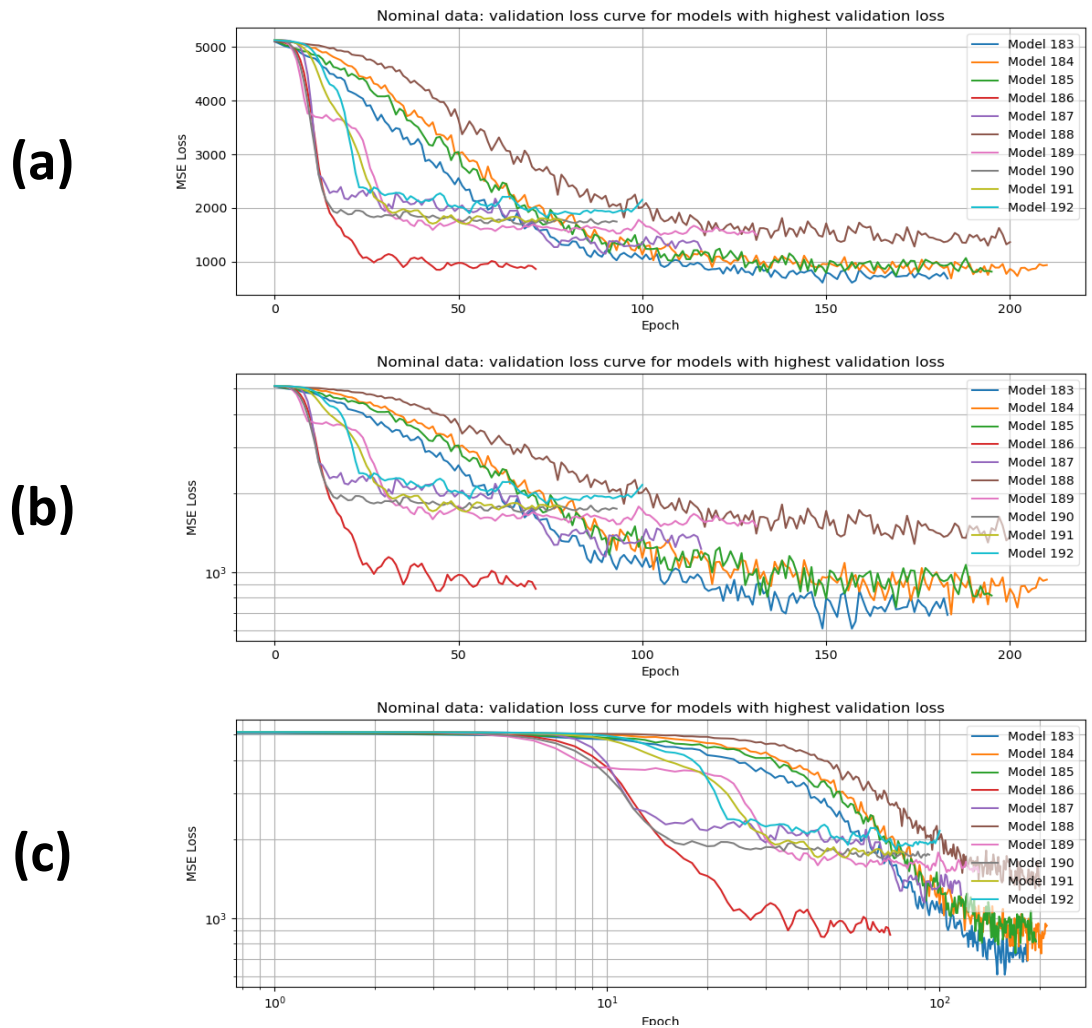 (a)
Nominal data: validation loss curve for models with highest validation loss
MSE Loss
5000
4000
3000
2000
1000
0
50
100
150
200
Epoch
Model 183
Model 184
Model 185
Model 186
Model 187
Model 188
Model 189
Model 190
Model 191
Model 192
(b)
Nominal data: validation loss curve for models with highest validation loss
MSE Loss
10³
0
50
100
150
200
Epoch
Model 183
Model 184
Model 185
Model 186
Model 187
Model 188
Model 189
Model 190
Model 191
Model 192
(c)
Nominal data: validation loss curve for models with highest validation loss
MSE Loss
10³
10⁰
10¹
10²
Epoch
Model 183
Model 184
Model 185
Model 186
Model 187
Model 188
Model 189
Model 190
Model 191
Model 192